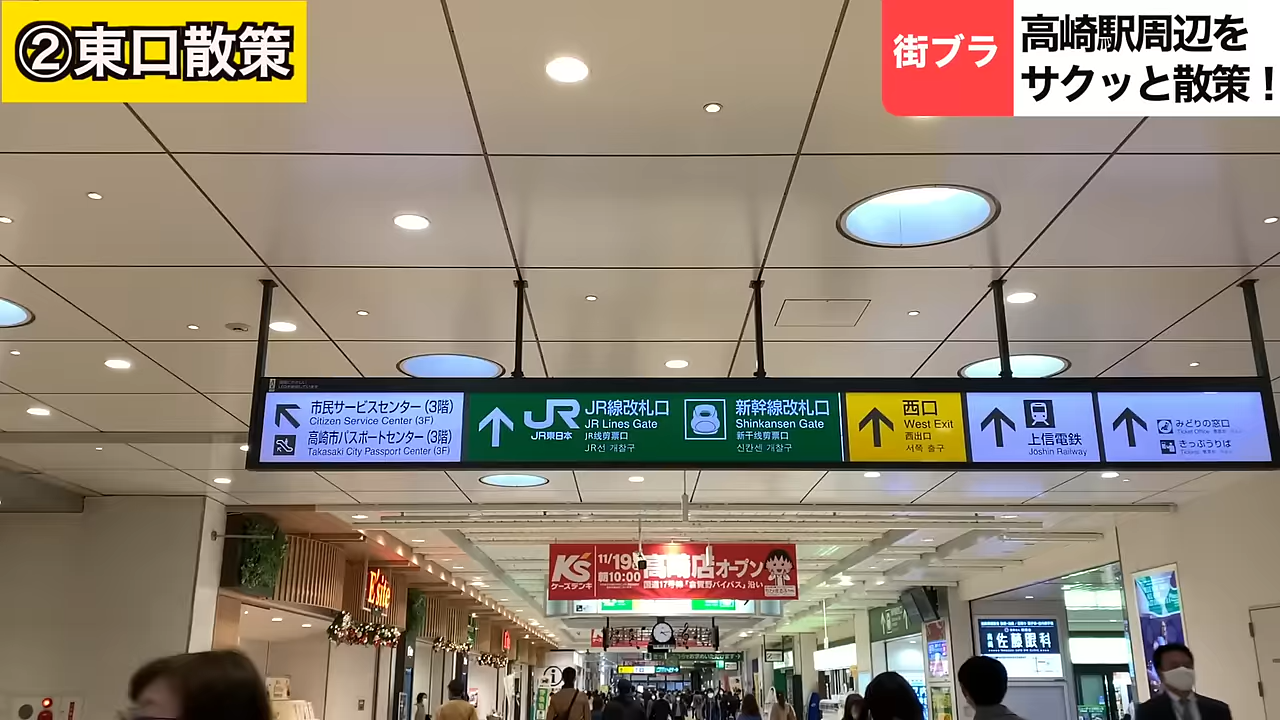 ②東口散策
街ブラ
高崎駅周辺を
サクッと散策！
市民サービスセンター (3階)
Citizen Service Center (3F)
高崎市パスポートセンター (3階)
Takasaki City Passport Center (3F)
JR
JR東日本
JR線改札口
JR Lines Gate
JR线剪票口
JR선 개찰구
新幹線改札口
Shinkansen Gate
新干线剪票口
신칸센 개찰구
西口
West Exit
西出口
서쪽 출구
上信電鉄
Jōshin Railway
みどりの窓口
Ticket Office
きっぷうりば
Tickets
K's
ケーズデンキ
11/19
朝10:00
高崎店オープン
E'site
佐藤眼科